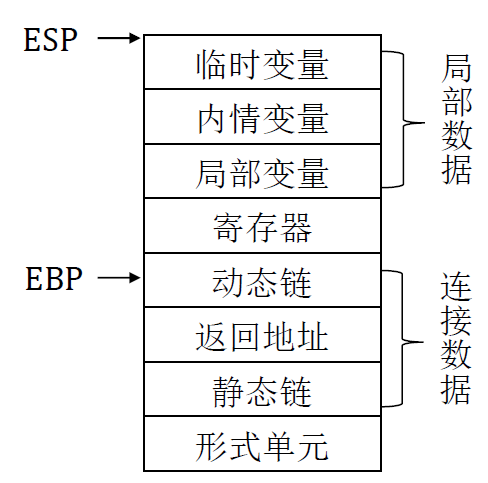 ESP
临时变量
内情变量
局部变量
局部数据
寄存器
EBP
动态链
返回地址
静态链
连接数据
形式单元